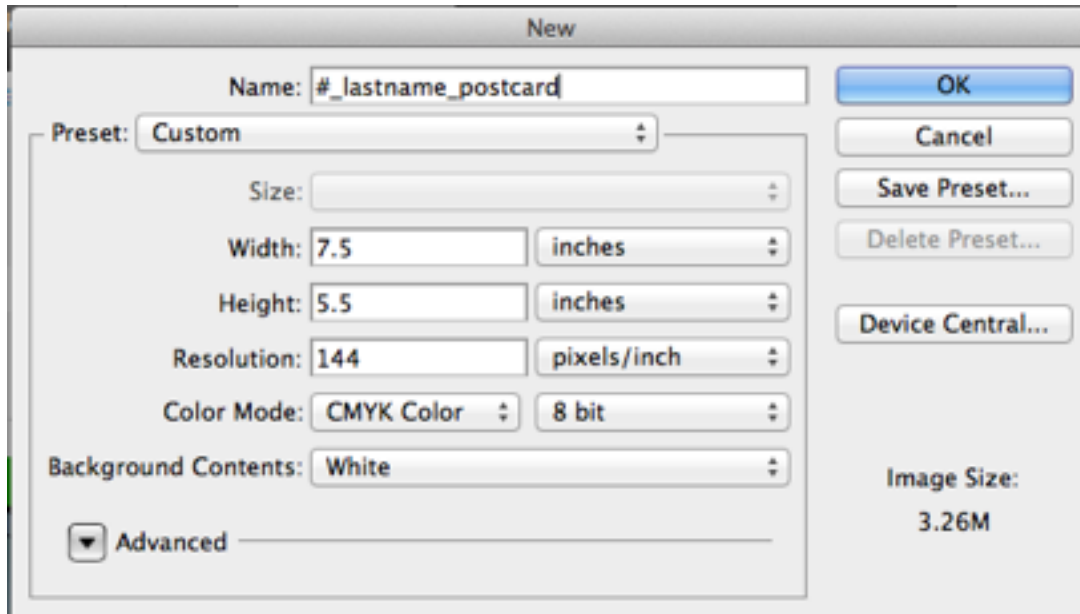 New
Name: #_lastname_postcard
OK
Preset: Custom
Cancel
Size:
Save Preset...
Width: 7.5 inches
Delete Preset...
Height: 5.5 inches
Device Central...
Resolution: 144 pixels/inch
Color Mode: CMYK Color 8 bit
Background Contents: White
Image Size:
3.26M
Advanced